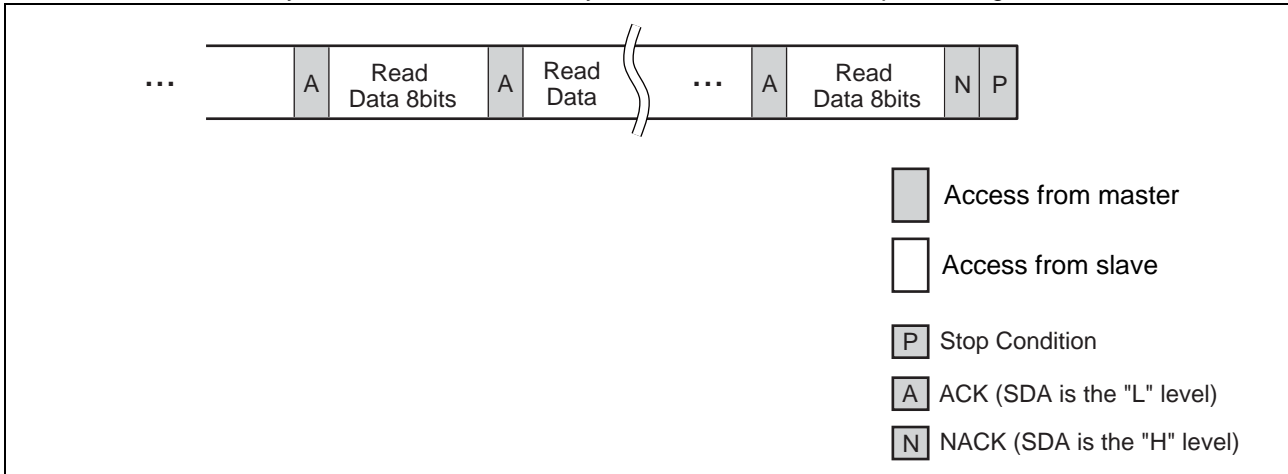 ... A Read Data 8bits A Read Data ... A Read Data 8bits N P
Access from master
Access from slave
P Stop Condition
A ACK (SDA is the "L" level)
N NACK (SDA is the "H" level)